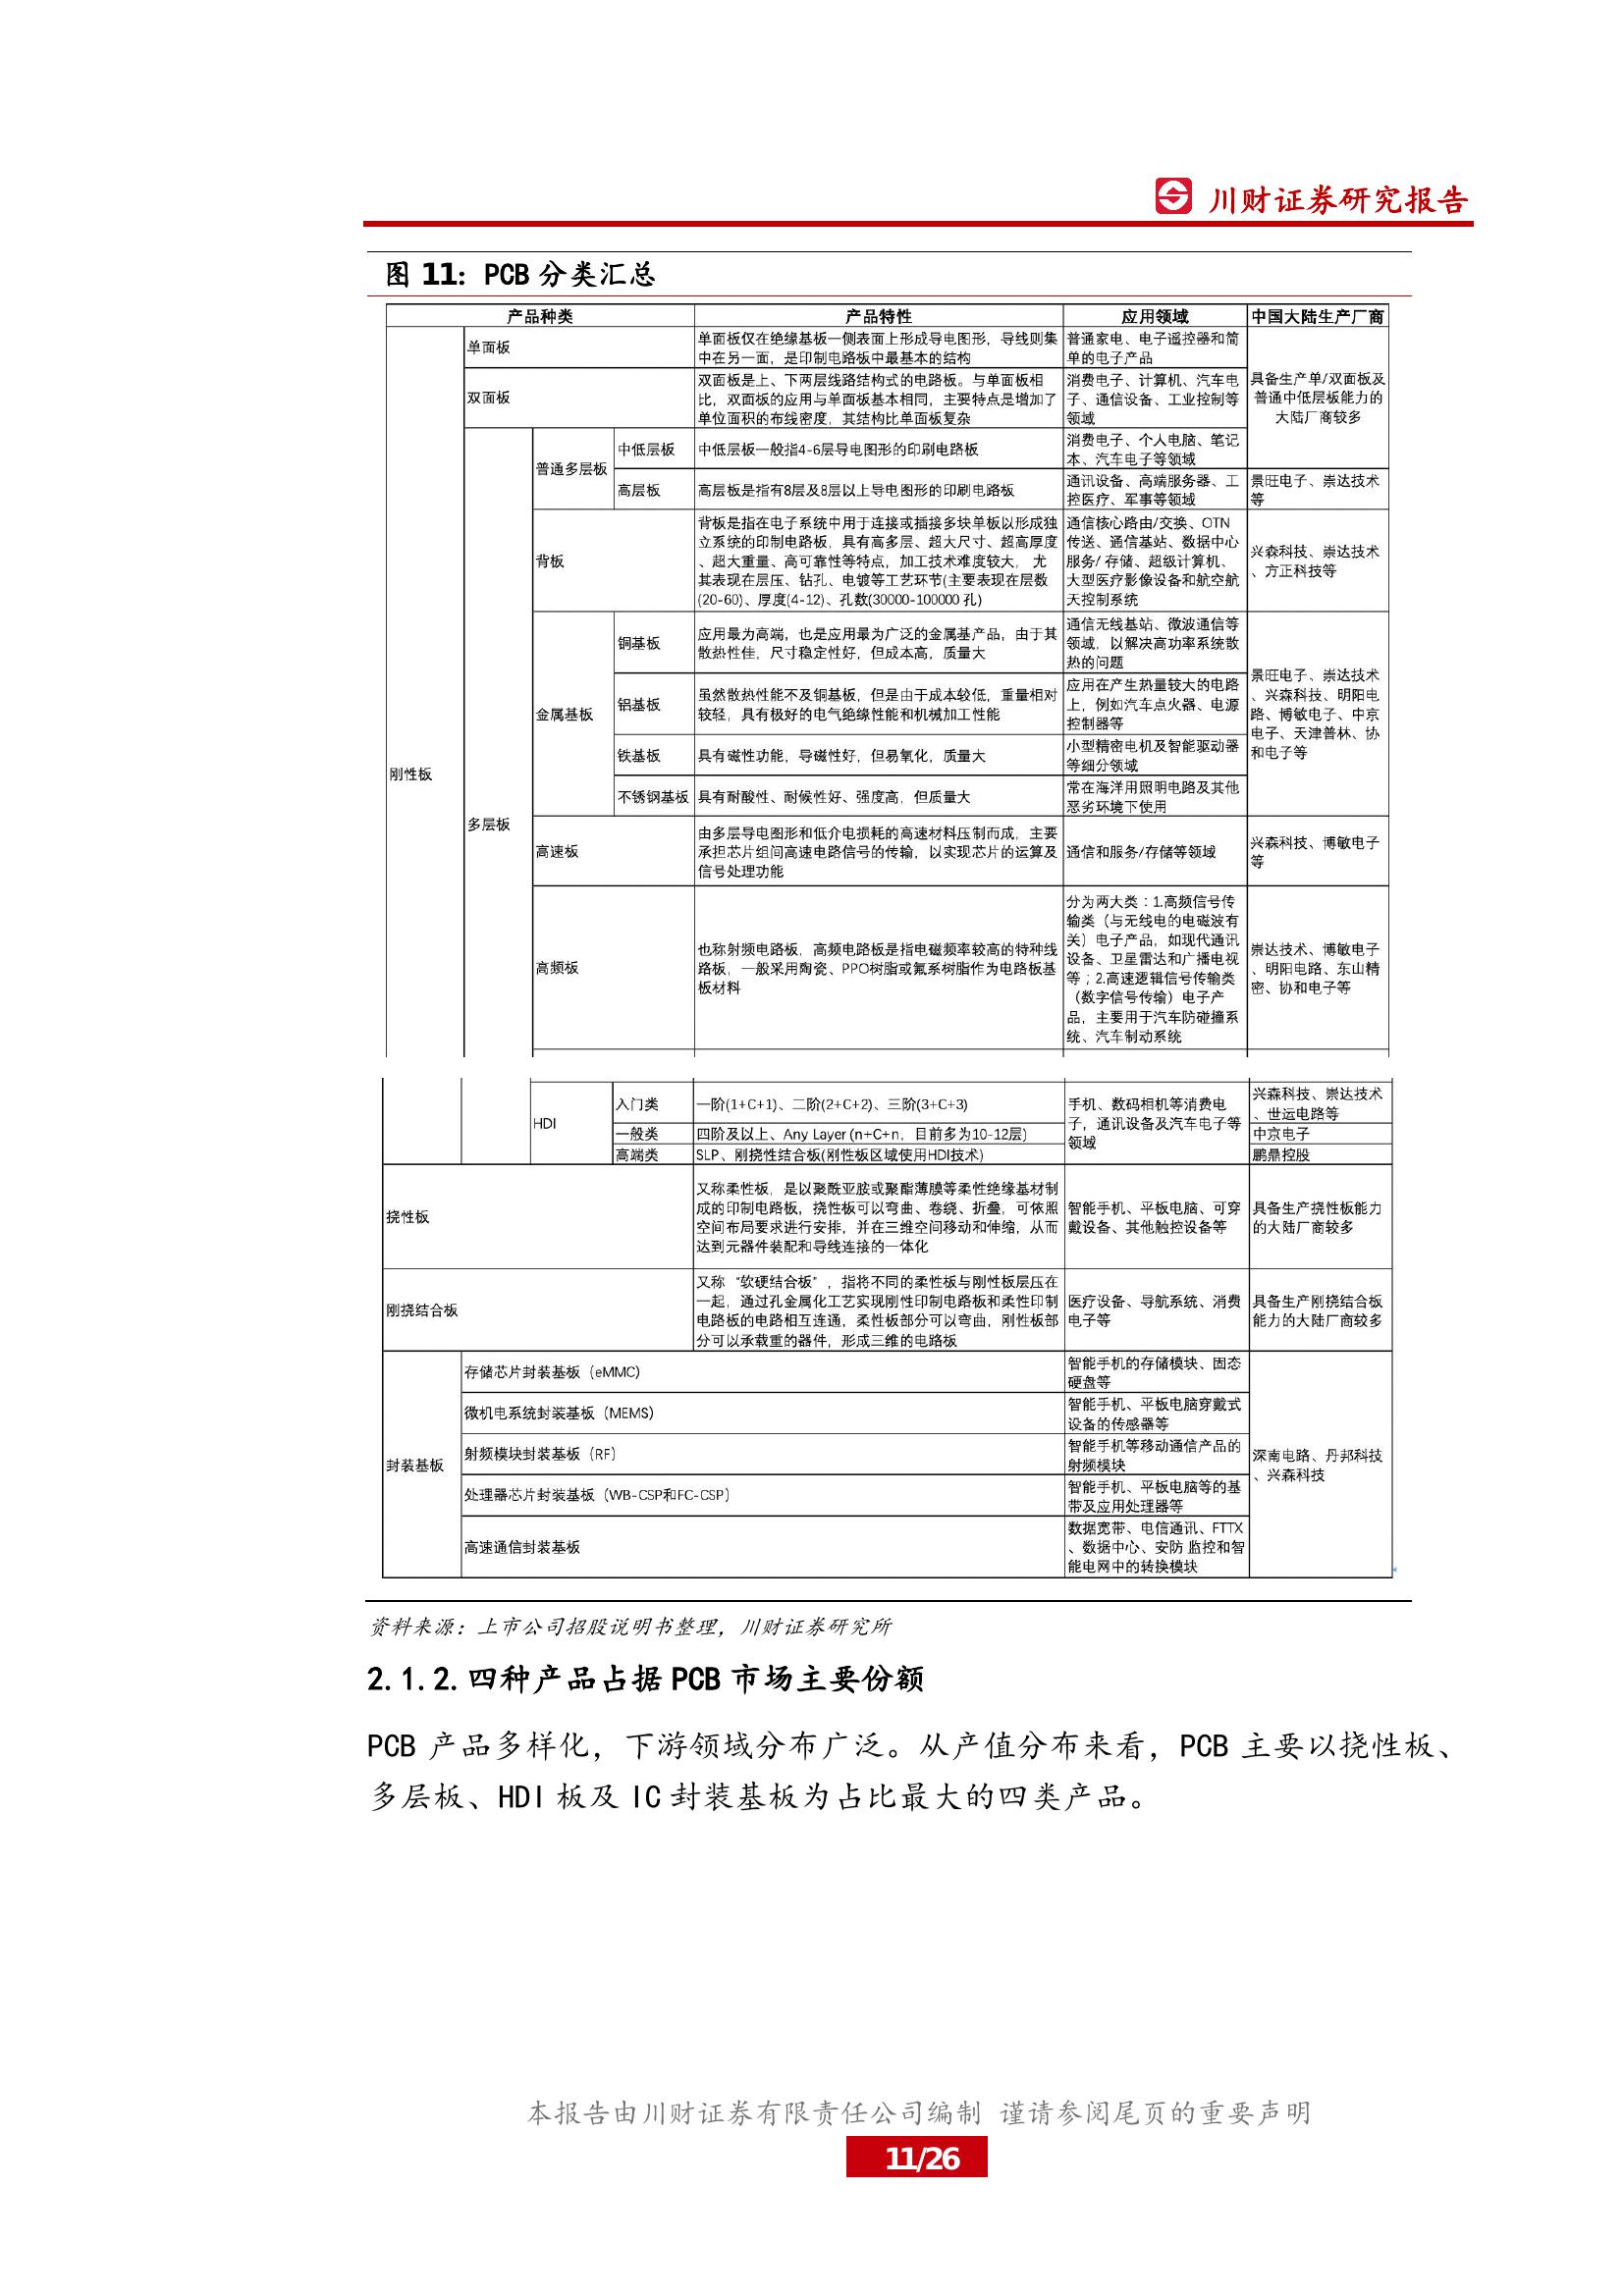 川财证券研究报告
图 11: PCB 分类汇总
产品种类 产品特性 应用领域 中国大陆生产厂商
刚性板
单面板
单面板仅在绝缘基板一侧表面上形成导电图形，导线则集
中在另一面，是印制电路板中最基本的结构
普通家电、电子遥控器和简
单的电子产品
具备生产单/双面板及
普通中低层板能力的
大陆厂商较多
双面板
双面板是上、下两层线路结构式的电路板。与单面板相
比，双面板的应用与单面板基本相同，主要特点是增加了
单位面积的布线密度，其结构比单面板复杂
消费电子、计算机、汽车电
子、通信设备、工业控制等
领域
多层板
普通多层板
中低层板
中低层板一般指4-6层导电图形的印刷电路板
消费电子、个人电脑、笔记
本、汽车电子等领域
高层板
高层板是指有8层及8层以上导电图形的印刷电路板
通讯设备、高端服务器、工
控医疗、军事等领域
景旺电子、崇达技术
等
背板
背板是指在电子系统中用于连接或插接多块单板以形成独
立系统的印制电路板，具有高多层、超大尺寸、超高厚度
、超大重量、高可靠性等特点，加工技术难度较大， 尤
其表现在层压、钻孔、电镀等工艺环节(主要表现在层数
(20-60)、厚度(4-12)、孔数(30000-100000 孔)
通信核心路由/交换、OTN
传送、通信基站、数据中心
服务/ 存储、超级计算机、
大型医疗影像设备和航空航
天控制系统
兴森科技、崇达技术
、方正科技等
金属基板
铜基板
应用最为高端，也是应用最为广泛的金属基产品，由于其
散热性佳，尺寸稳定性好，但成本高，质量大
通信无线基站、微波通信等
领域，以解决高功率系统散
热的问题
景旺电子、崇达技术
、兴森科技、明阳电
路、博敏电子、中京
电子、天津普林、协
和电子等
铝基板
虽然散热性能不及铜基板，但是由于成本较低，重量相对
较轻，具有极好的电气绝缘性能和机械加工性能
应用在产生热量较大的电路
上，例如汽车点火器、电源
控制器等
铁基板
具有磁性功能，导磁性好，但易氧化，质量大
小型精密电机及智能驱动器
等细分领域
不锈钢基板
具有耐酸性、耐候性好、强度高，但质量大
常在海洋用照明电路及其他
恶劣环境下使用
高速板
由多层导电图形和低介电损耗的高速材料压制而成，主要
承担芯片组间高速电路信号的传输，以实现芯片的运算及
信号处理功能
通信和服务/存储等领域
兴森科技、博敏电子
等
高频板
也称射频电路板，高频电路板是指电磁频率较高的特种线
路板，一般采用陶瓷、PPO树脂或氟系树脂作为电路板基
板材料
分为两大类：1.高频信号传
输类（与无线电的电磁波有
关）电子产品，如现代通讯
设备、卫星雷达和广播电视
等；2.高速逻辑信号传输类
（数字信号传输）电子产
品，主要用于汽车防碰撞系
统、汽车制动系统
崇达技术、博敏电子
、明阳电路、东山精
密、协和电子等
HDI
入门类
一阶(1+C+1)、二阶(2+C+2)、三阶(3+C+3)
手机、数码相机等消费电
子，通讯设备及汽车电子等
领域
兴森科技、崇达技术
、世运电路等
一般类
四阶及以上、Any Layer (n+C+n，目前多为10-12层)
中京电子
高端类
SLP、刚挠性结合板(刚性板区域使用HDI技术)
鹏鼎控股
挠性板
又称柔性板，是以聚酰亚胺或聚酯薄膜等柔性绝缘基材制
成的印制电路板，挠性板可以弯曲、卷绕、折叠，可依照
空间布局要求进行安排，并在三维空间移动和伸缩，从而
达到元器件装配和导线连接的一体化
智能手机、平板电脑、可穿
戴设备、其他触控设备等
具备生产挠性板能力
的大陆厂商较多
刚挠结合板
又称“软硬结合板”，指将不同的柔性板与刚性板层压在
一起，通过孔金属化工艺实现刚性印制电路板和柔性印制
电路板的电路相互连通，柔性板部分可以弯曲，刚性板部
分可以承载重的器件，形成三维的电路板
医疗设备、导航系统、消费
电子等
具备生产刚挠结合板
能力的大陆厂商较多
封装基板
存储芯片封装基板（eMMC）
智能手机的存储模块、固态
硬盘等
深南电路、丹邦科技
、兴森科技
微机电系统封装基板（MEMS）
智能手机、平板电脑穿戴式
设备的传感器等
射频模块封装基板（RF）
智能手机等移动通信产品的
射频模块
处理器芯片封装基板（WB-CSP和FC-CSP）
智能手机、平板电脑等的基
带及应用处理器等
高速通信封装基板
数据宽带、电信通讯、FTTX
、数据中心、安防 监控和智
能电网中的转换模块
资料来源：上市公司招股说明书整理，川财证券研究所
2.1.2.四种产品占据 PCB 市场主要份额
PCB 产品多样化，下游领域分布广泛。从产值分布来看，PCB 主要以挠性板、
多层板、HDI 板及 IC 封装基板为占比最大的四类产品。
本报告由川财证券有限责任公司编制 谨请参阅尾页的重要声明
11/26